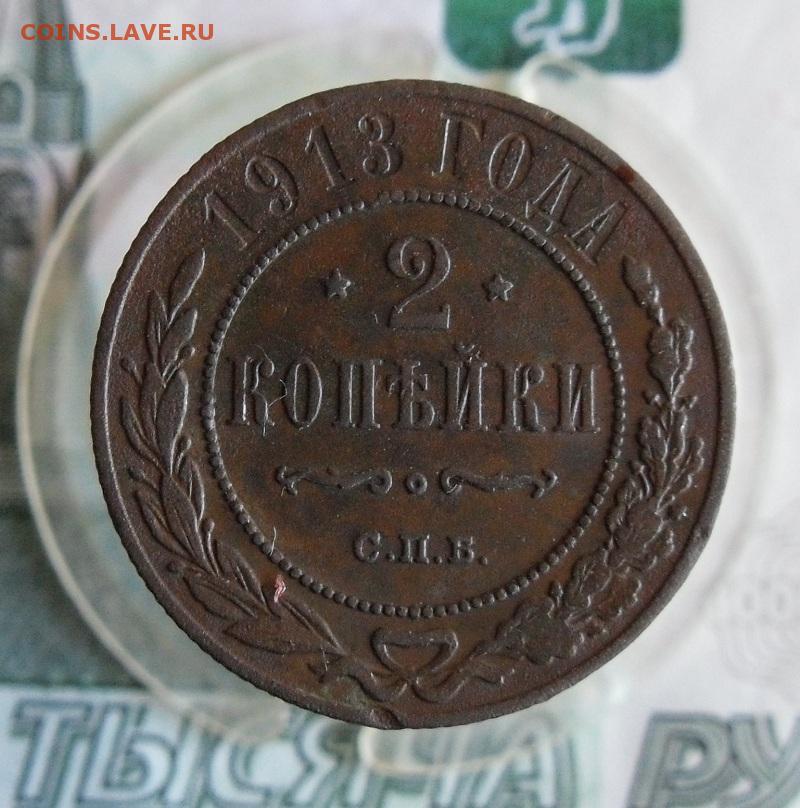 COINS.LAVE.RU
1913 ГОДА
2
КОПѢЙКИ
С.П.Б.
ТЫСЯЧА РУ